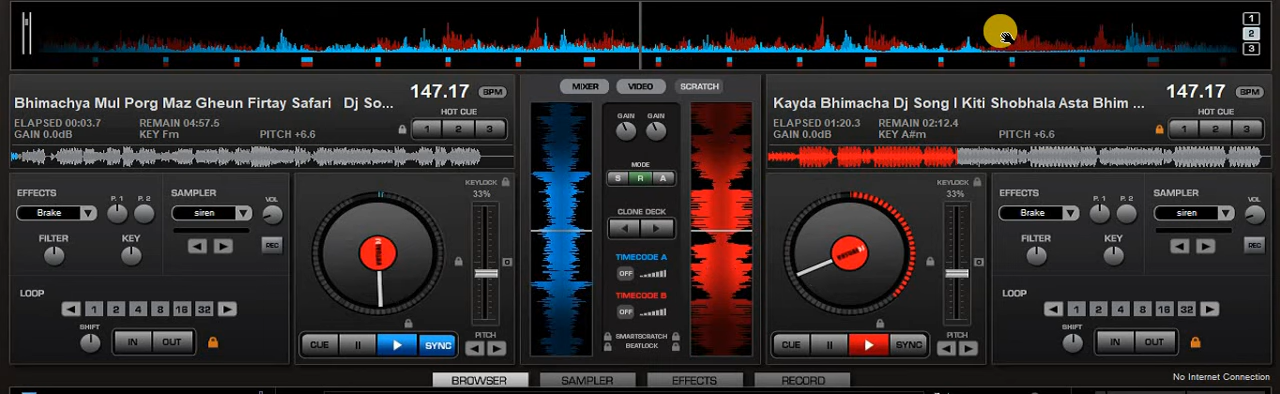 1
2
3
147.17 BPM
Bhimachya Mul Porg Maz Gheun Firtay Safari Dj So...
HOT CUE
ELAPSED 00:03.7 REMAIN 04:57.5
1 2 3
GAIN 0.0dB KEY Fm PITCH +6.6
MIXER VIDEO SCRATCH
GAIN GAIN
MODE
S R A
CLONE DECK
TIMECODE A
OFF
TIMECODE B
OFF
SMARTSCRATCH
BEATLOCK
147.17 BPM
Kayda Bhimacha Dj Song l Kiti Shobhala Asta Bhim ...
HOT CUE
ELAPSED 01:20.3 REMAIN 02:12.4
1 2 3
GAIN 0.0dB KEY A#m PITCH +6.6
EFFECTS P. 1 P. 2 SAMPLER VOL
Brake siren
FILTER KEY REC
LOOP
1 2 4 8 16 32
SHIFT
IN OUT
KEYLOCK
33%
PITCH
CUE SYNC
KEYLOCK
33%
PITCH
CUE SYNC
EFFECTS P. 1 P. 2 SAMPLER VOL
Brake siren
FILTER KEY REC
LOOP
1 2 4 8 16 32
SHIFT
IN OUT
BROWSER SAMPLER EFFECTS RECORD
No Internet Connection